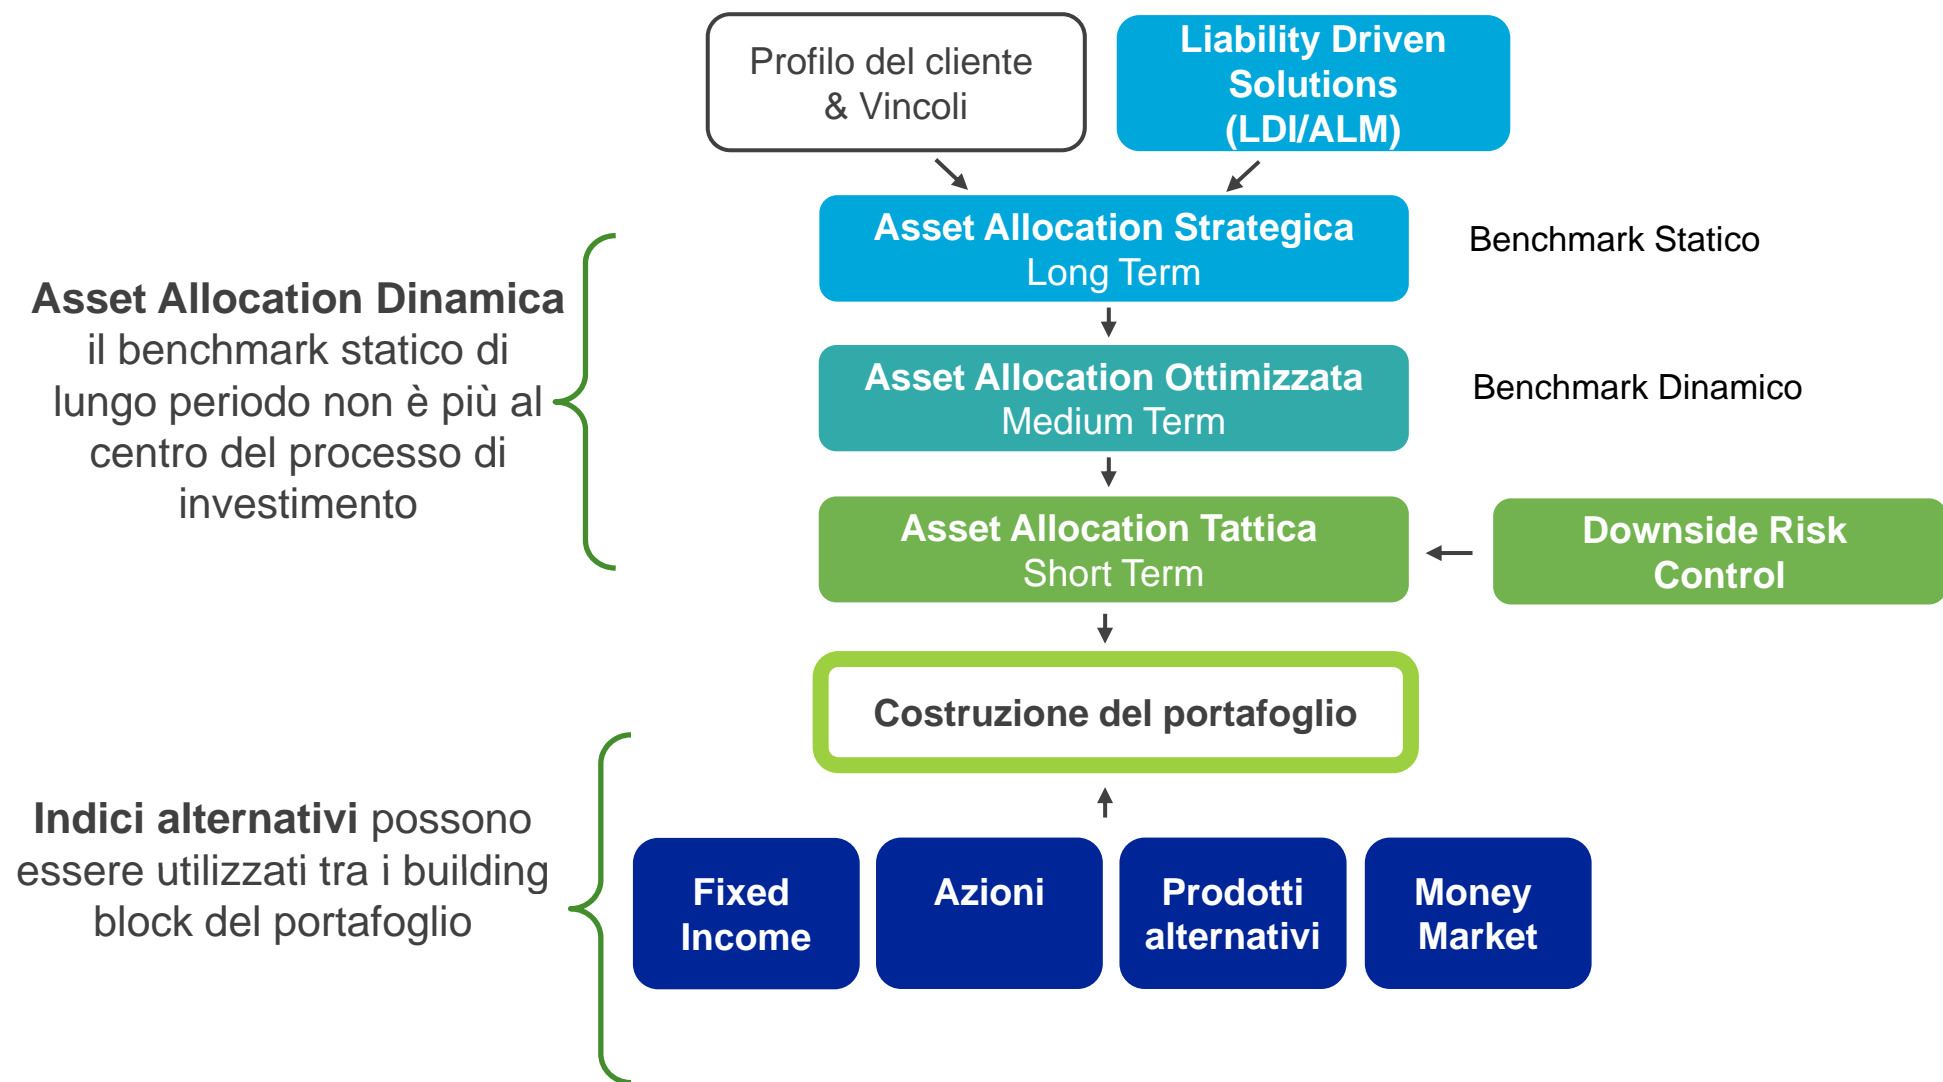 Profilo del cliente
& Vincoli
Liability Driven
Solutions
(LDI/ALM)
Asset Allocation Strategica
Long Term
Benchmark Statico
Asset Allocation Dinamica
il benchmark statico di
lungo periodo non è più al
centro del processo di
investimento
Asset Allocation Ottimizzata
Medium Term
Benchmark Dinamico
Asset Allocation Tattica
Short Term
Downside Risk
Control
Costruzione del portafoglio
Indici alternativi possono
essere utilizzati tra i building
block del portafoglio
Fixed
Income
Azioni
Prodotti
alternativi
Money
Market